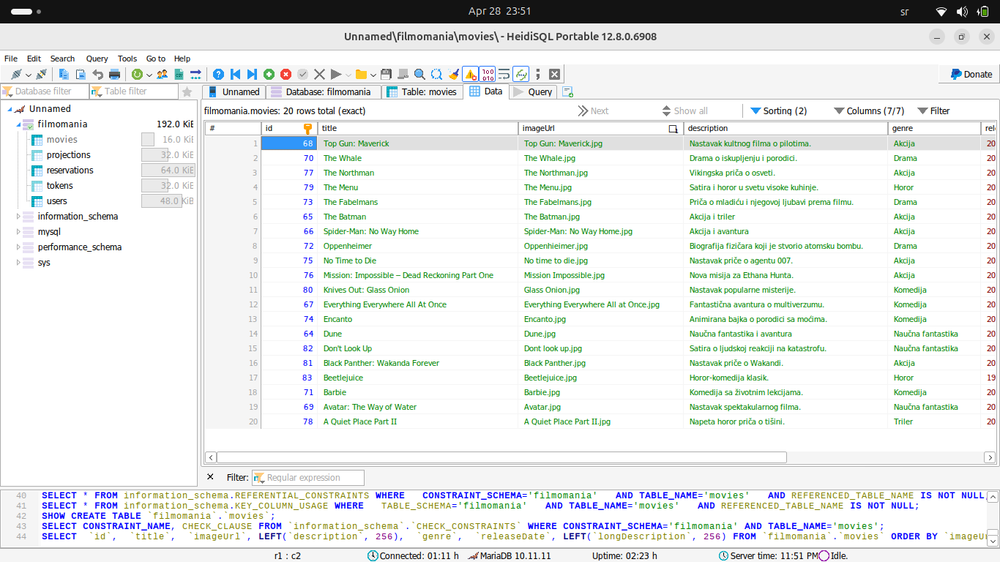 Apr 28 23:51
sr
Unnamed\filmomania\movies\ - HeidiSQL Portable 12.8.0.6908
File Edit Search Query Tools Go to Help
Donate
Database filter Table filter
Unnamed Database: filmomania Table: movies Data Query
Unnamed
filmomania 192.0 KiB
movies 16.0 KiB
projections 32.0 KiB
reservations 64.0 KiB
tokens 32.0 KiB
users 48.0 KiB
information_schema
mysql
performance_schema
sys
filmomania.movies: 20 rows total (exact) Next Show all Sorting (2) Columns (7/7) Filter
# id title imageUrl description genre rele
1 68 Top Gun: Maverick Top Gun: Maverick.jpg Nastavak kultnog filma o pilotima. Akcija 20
2 70 The Whale The Whale.jpg Drama o iskupljenju i porodici. Drama 20
3 77 The Northman The Northman.jpg Vikingska priča o osveti. Akcija 20
4 79 The Menu The Menu.jpg Satira i horor u svetu visoke kuhinje. Horor 20
5 73 The Fabelmans The Fabelmans.jpg Priča o mladiću i njegovoj ljubavi prema filmu. Drama 20
6 65 The Batman The Batman.jpg Akcija i triler Akcija 20
7 66 Spider-Man: No Way Home Spider-Man: No Way Home.jpg Akcija i avantura Akcija 20
8 72 Oppenheimer Oppenhieimer.jpg Biografija fizičara koji je stvorio atomsku bombu. Drama 20
9 75 No Time to Die No time to die.jpg Nastavak priče o agentu 007. Akcija 20
10 76 Mission: Impossible – Dead Reckoning Part One Mission Impossible.jpg Nova misija za Ethana Hunta. Akcija 20
11 80 Knives Out: Glass Onion Glass Onion.jpg Nastavak popularne misterije. Komedija 20
12 67 Everything Everywhere All At Once Everything Everywhere All at Once.jpg Fantastična avantura o multiverzumu. Komedija 20
13 74 Encanto Encanto.jpg Animirana bajka o porodici sa moćima. Komedija 20
14 64 Dune Dune.jpg Naučna fantastika i avantura Naučna fantastika 20
15 82 Don't Look Up Dont look up.jpg Satira o ljudskoj reakciji na katastrofu. Naučna fantastika 20
16 81 Black Panther: Wakanda Forever Black Panther.jpg Nastavak priče o Wakandi. Akcija 20
17 83 Beetlejuice Beetlejuice.jpg Horor-komedija klasik. Horor 19
18 71 Barbie Barbie.jpg Komedija sa životnim lekcijama. Komedija 20
19 69 Avatar: The Way of Water Avatar.jpg Nastavak spektakularnog filma. Naučna fantastika 20
20 78 A Quiet Place Part II A Quiet Place Part II.jpg Napeta horor priča o tišini. Triler 20
Filter: Regular expression
40 SELECT * FROM information_schema.REFERENTIAL_CONSTRAINTS WHERE CONSTRAINT_SCHEMA='filmomania' AND TABLE_NAME='movies' AND REFERENCED_TABLE_NAME IS NOT NULL;
41 SELECT * FROM information_schema.KEY_COLUMN_USAGE WHERE TABLE_SCHEMA='filmomania' AND TABLE_NAME='movies' AND REFERENCED_TABLE_NAME IS NOT NULL;
42 SHOW CREATE TABLE `filmomania`.`movies`;
43 SELECT CONSTRAINT_NAME, CHECK_CLAUSE FROM `information_schema`.`CHECK_CONSTRAINTS` WHERE CONSTRAINT_SCHEMA='filmomania' AND TABLE_NAME='movies';
44 SELECT `id`, `title`, `imageUrl`, LEFT(`description`, 256), `genre`, `releaseDate`, LEFT(`longDescription`, 256) FROM `filmomania`.`movies` ORDER BY `imageUr
r1 : c2 Connected: 01:11 h MariaDB 10.11.11 Uptime: 02:23 h Server time: 11:51 PM Idle.